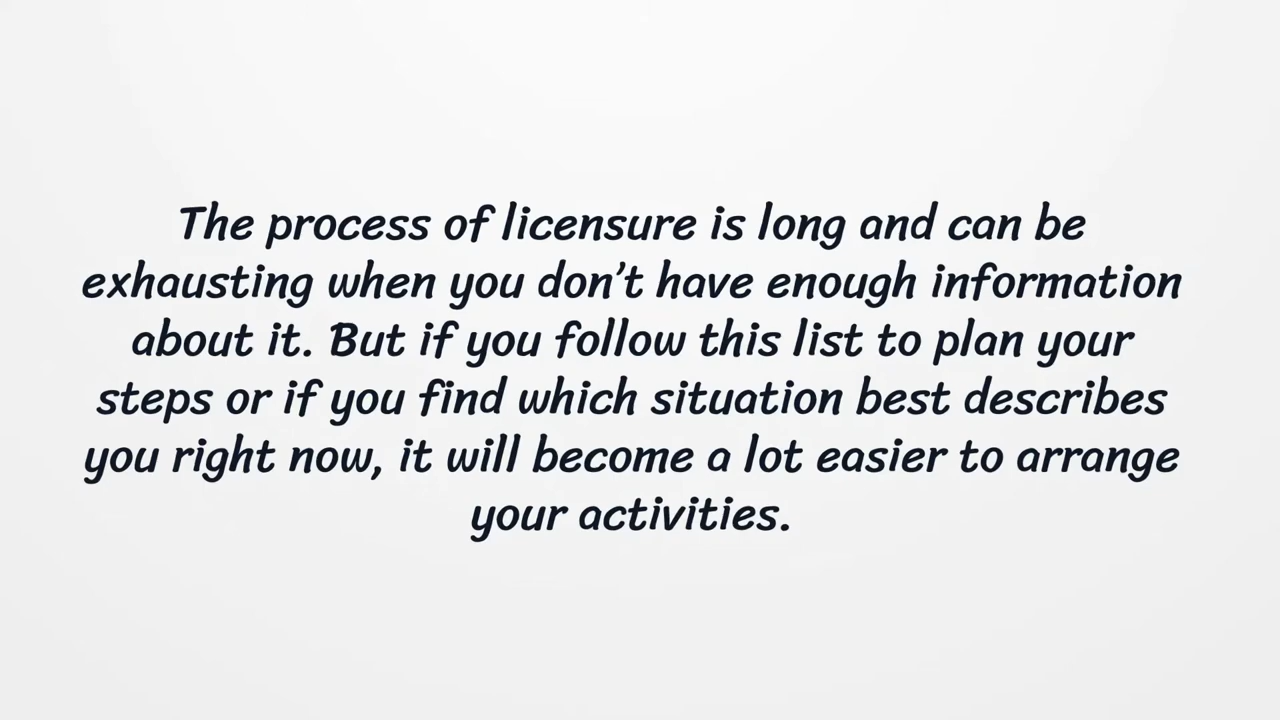 The process of licensure is long and can be
exhausting when you don’t have enough information
about it. But if you follow this list to plan your
steps or if you find which situation best describes
you right now, it will become a lot easier to arrange
your activities.